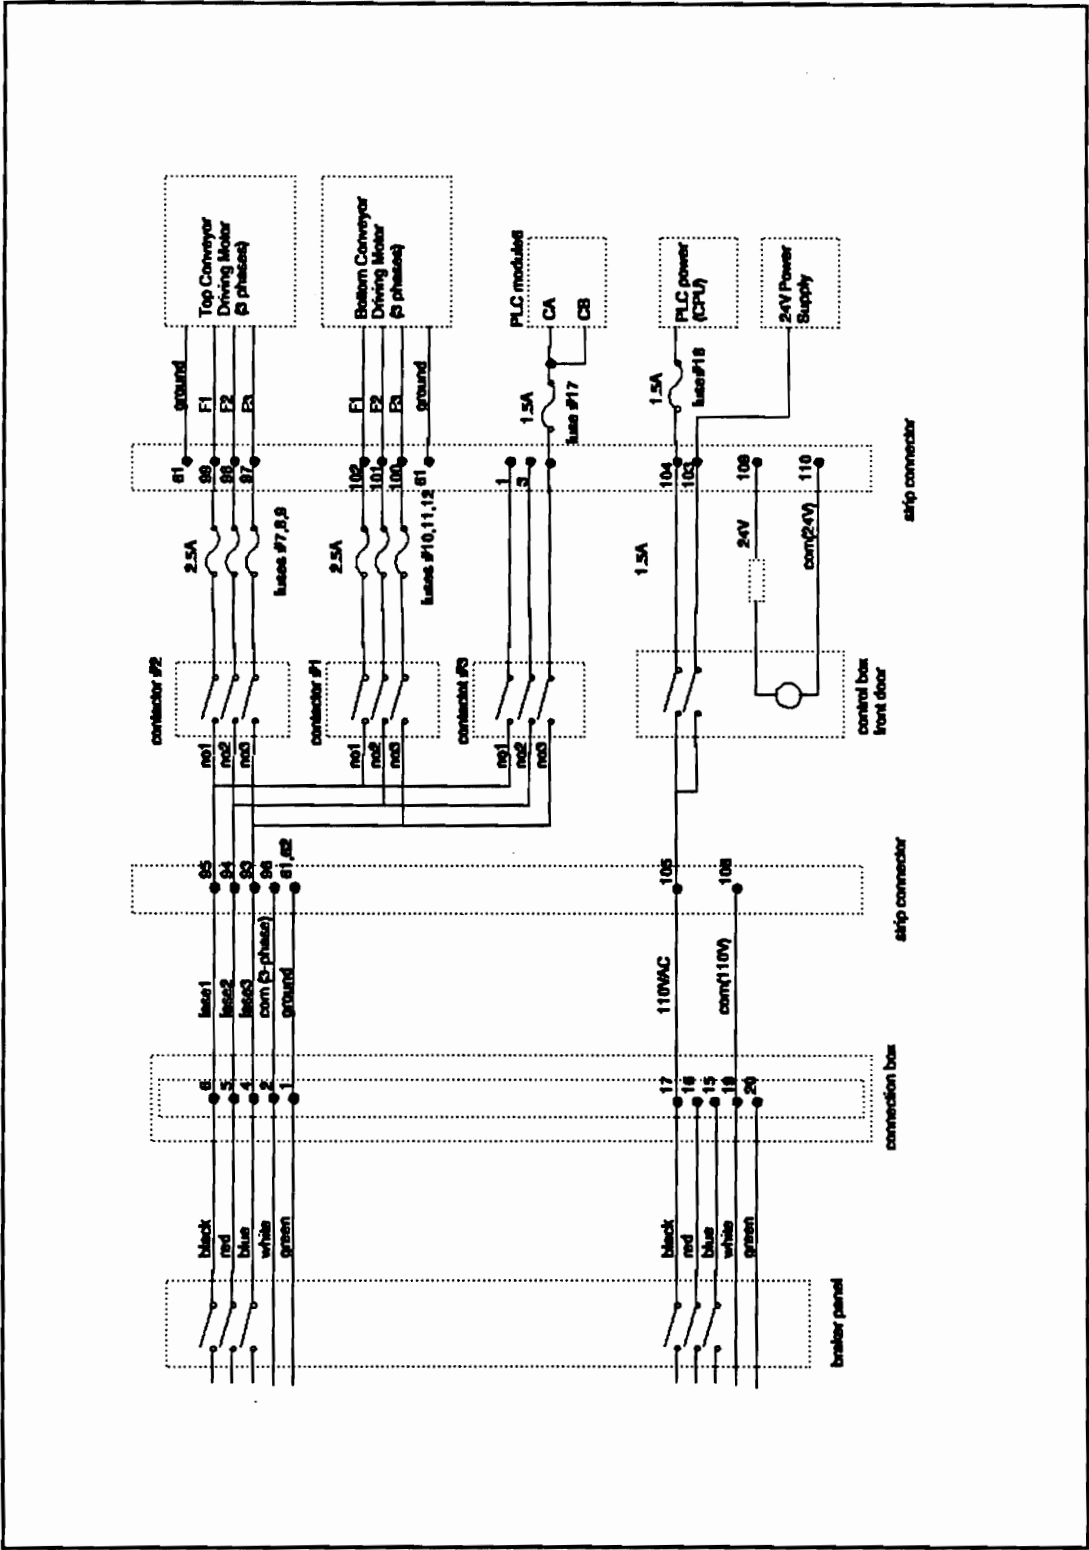 Top Conveyor
Driving Motor
(3 phases)
ground
F1
F2
F3
61
99
98
97
2.5A
fuses #7,8,9
contactor #2
no1
no2
no3
Bottom Conveyor
Driving Motor
(3 phases)
F1
F2
F3
ground
102
101
100
61
2.5A
fuses #10,11,12
contactor #1
no1
no2
no3
PLC module6
CA
CB
1.5A
fuse #17
1
3
contactot #3
no1
no2
no3
PLC power
(CPU)
24V Power
Supply
1.5A
fuse#18
104
103
109
110
strip connector
1.5A
24V
com(24V)
control box
front door
95
94
93
96
61,62
105
106
strip connector
fase1
fase2
fase3
com (3-phase)
ground
110VAC
com(110V)
6
5
4
2
1
17
16
15
19
20
connection box
black
red
blue
white
green
black
red
blue
white
green
braker panel